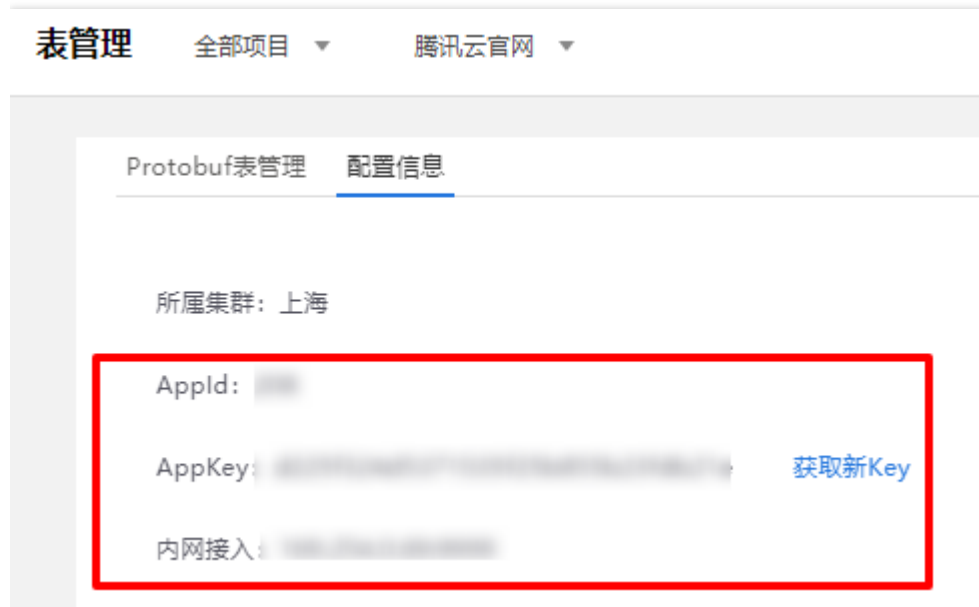 表管理 全部项目 腾讯云官网
Protobuf表管理 配置信息
所属集群：上海
AppId：
AppKey： 获取新Key
内网接入：